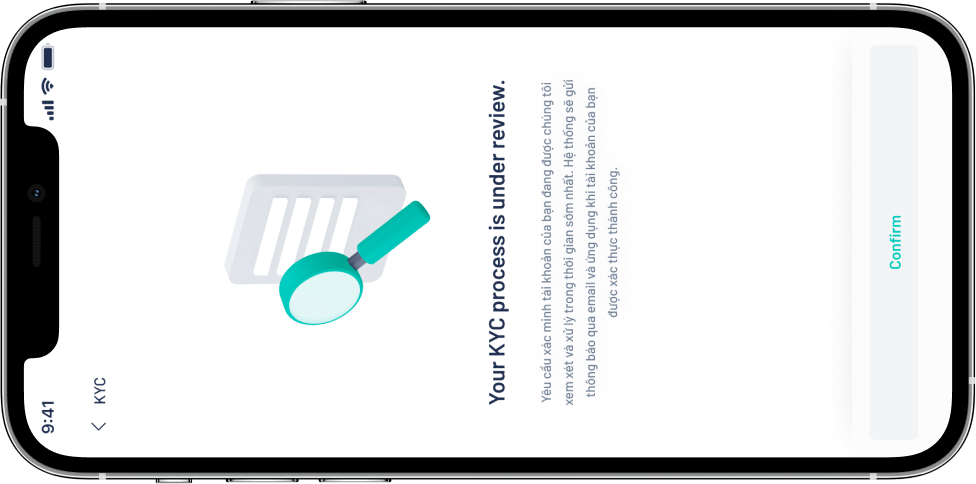 9:41
KYC
Your KYC process is under review.
Yêu cầu xác minh tài khoản của bạn đang được chúng tôi
xem xét và xử lý trong thời gian sớm nhất. Hệ thống sẽ gửi
thông báo qua email và ứng dụng khi tài khoản của bạn
được xác thực thành công.
Confirm